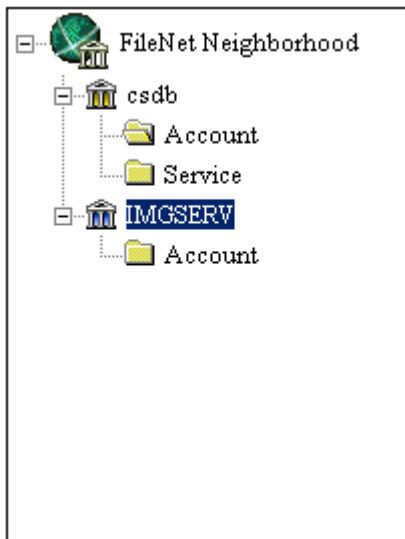 FileNet Neighborhood
csdb
Account
Service
IMGSERV
Account